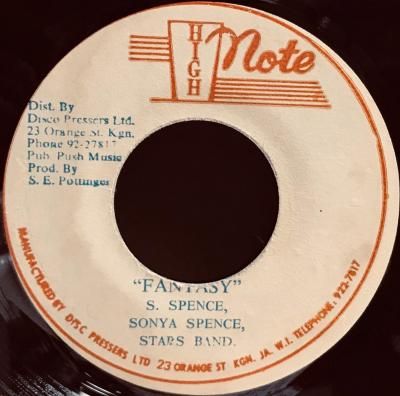 HIGH
Note
Dist. By
Disco Pressers Ltd.
23 Orange St. Kgn.
Phone 92-27817
Pub. Push Music
Prod. By
S. E. Pottinger
"FANTASY"
S. SPENCE,
SONYA SPENCE,
STARS BAND.
MANUFACTURED BY DISC PRESSERS LTD 23 ORANGE ST KGN. JA. W.I. TELEPHONE: 922-7817